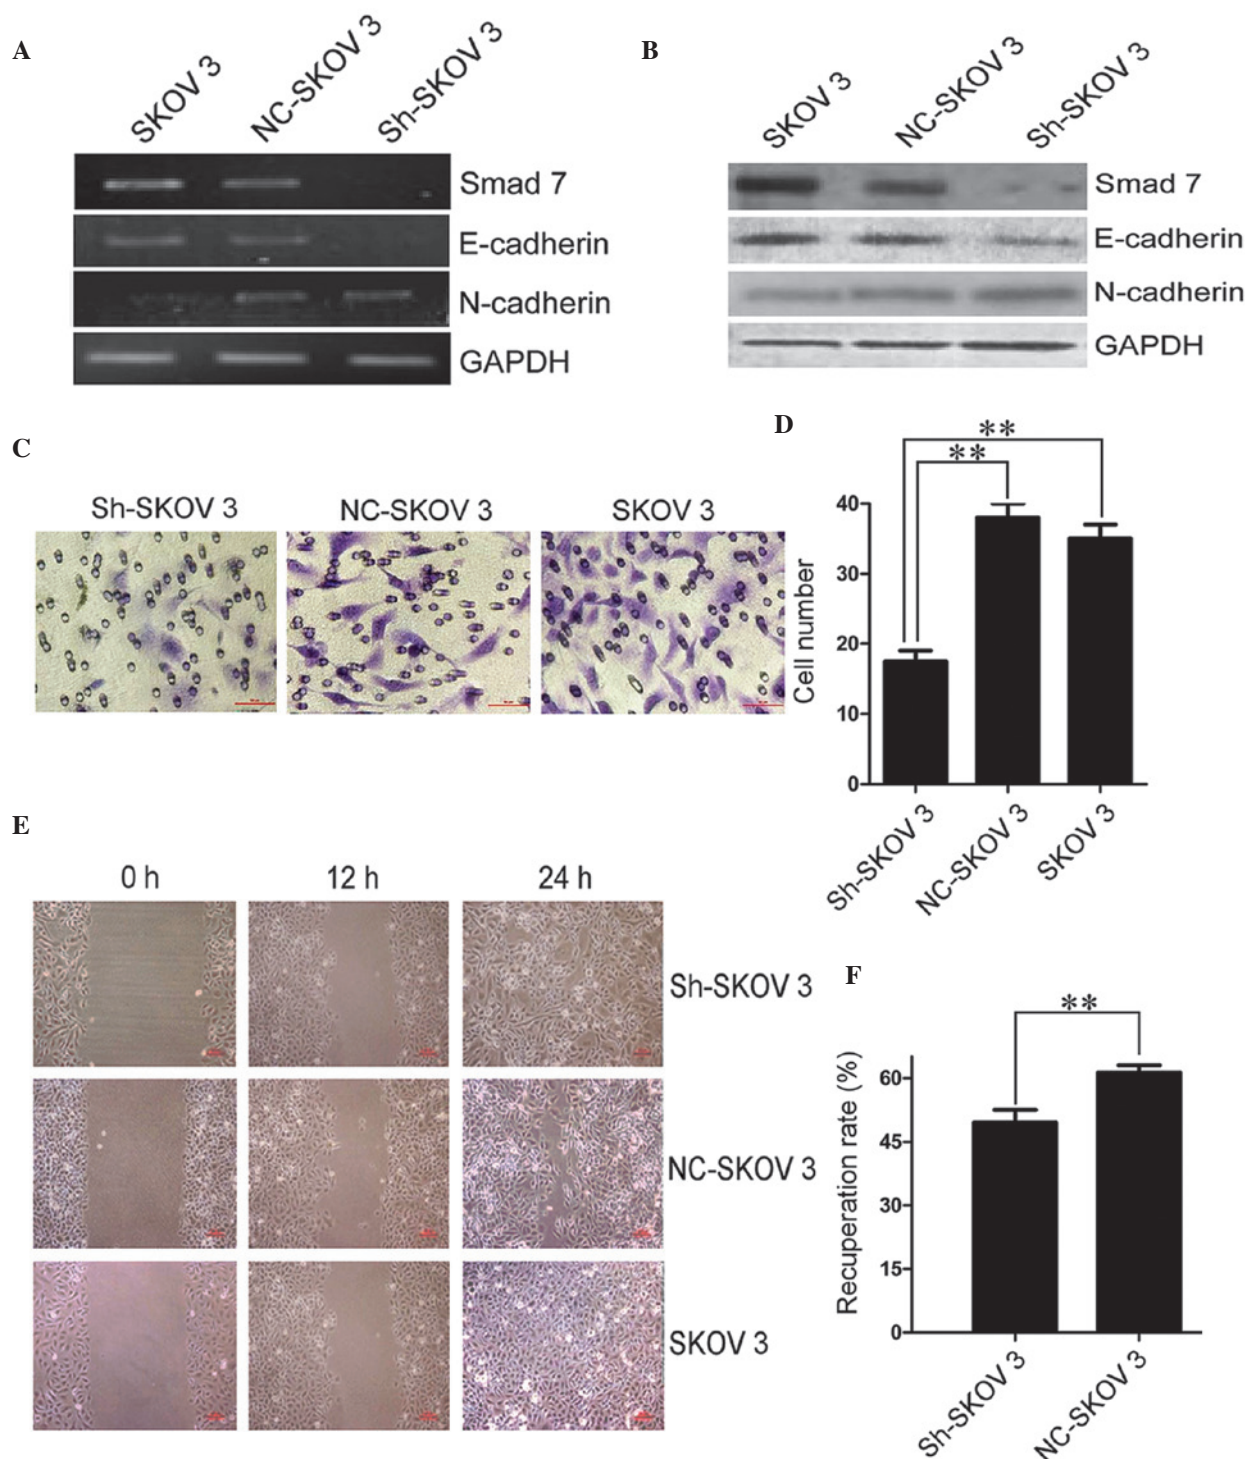 A
SKOV 3
NC-SKOV 3
Sh-SKOV 3
Smad 7
E-cadherin
N-cadherin
GAPDH
B
SKOV 3
NC-SKOV 3
Sh-SKOV 3
Smad 7
E-cadherin
N-cadherin
GAPDH
C
Sh-SKOV 3
NC-SKOV 3
SKOV 3
D
**
**
Cell number
40
30
20
10
0
Sh-SKOV 3
NC-SKOV 3
SKOV 3
E
0 h
12 h
24 h
Sh-SKOV 3
NC-SKOV 3
SKOV 3
F
**
Recuperation rate (%)
60
45
30
15
0
Sh-SKOV 3
NC-SKOV 3